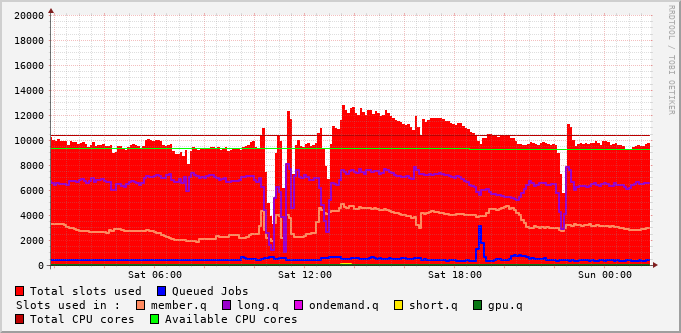 20000
18000
16000
14000
12000
10000
8000
6000
4000
2000
0
Sat 06:00 Sat 12:00 Sat 18:00 Sun 00:00
Total slots used Queued Jobs
Slots used in : member.q long.q ondemand.q short.q gpu.q
Total CPU cores Available CPU cores
RRDTOOL / TOBI OETIKER